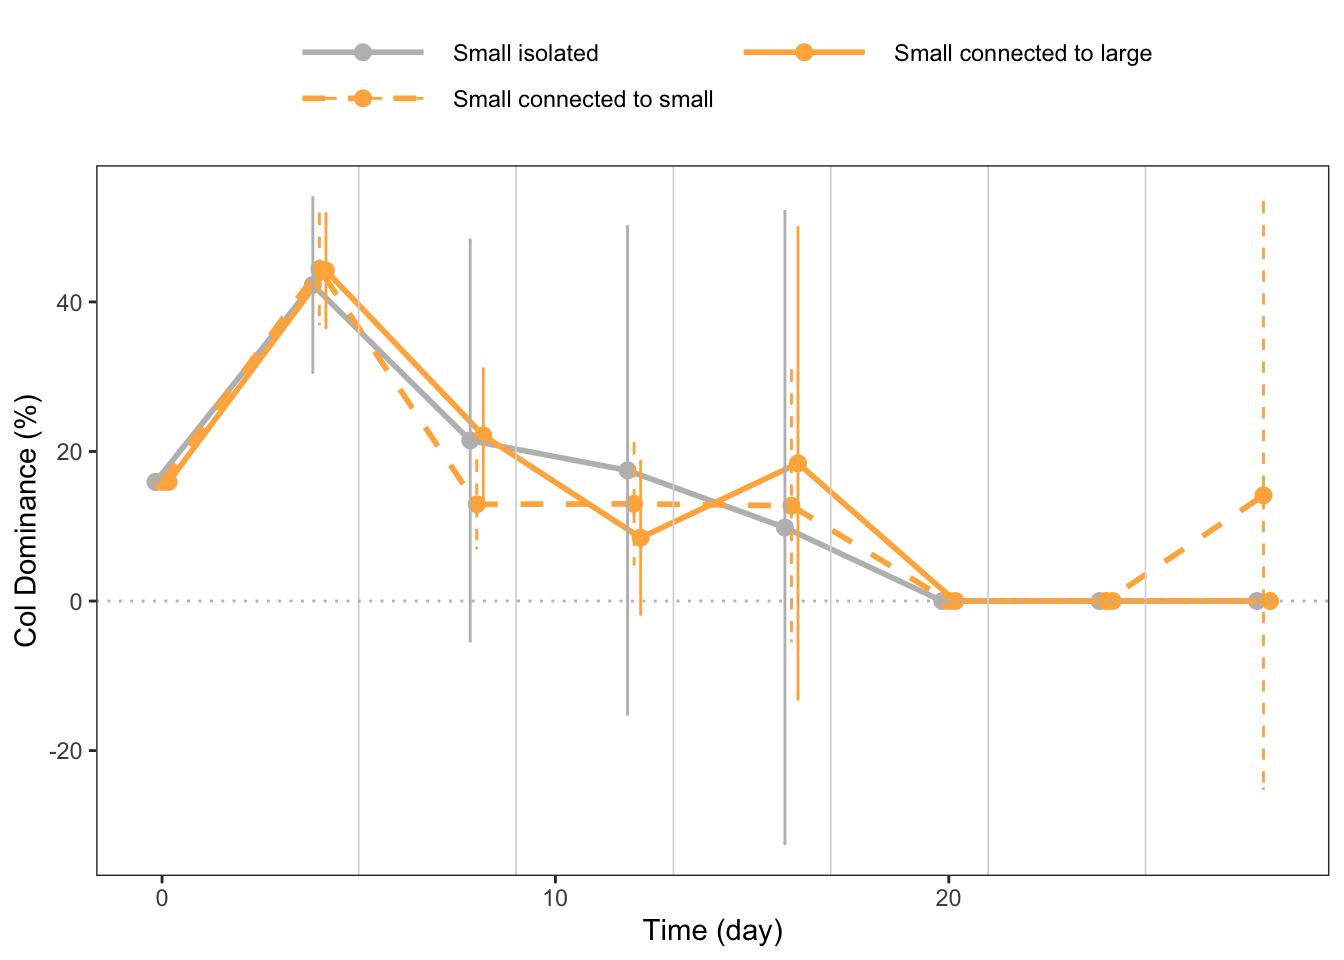 Small isolated
Small connected to large
Small connected to small
Col Dominance (%)
40
20
0
-20
0
10
20
Time (day)